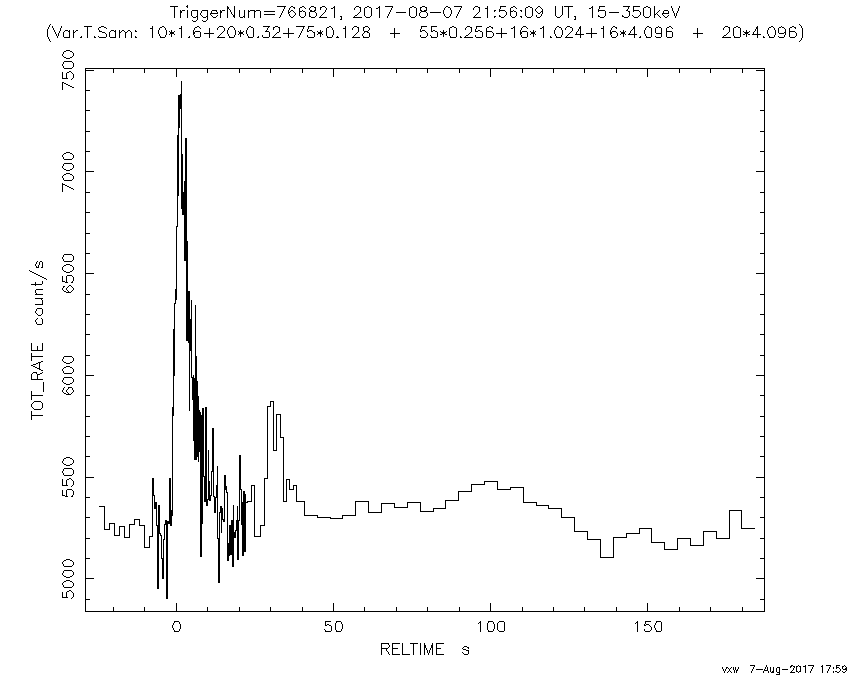 TriggerNum=766821, 2017-08-07 21:56:09 UT, 15-350keV
(Var.T.Sam: 10*1.6+20*0.32+75*0.128 + 55*0.256+16*1.024+16*4.096 + 20*4.096)
7500
7000
6500
6000
5500
5000
TOT_RATE count/s
0 50 100 150
RELTIME s
vxw 7-Aug-2017 17:59